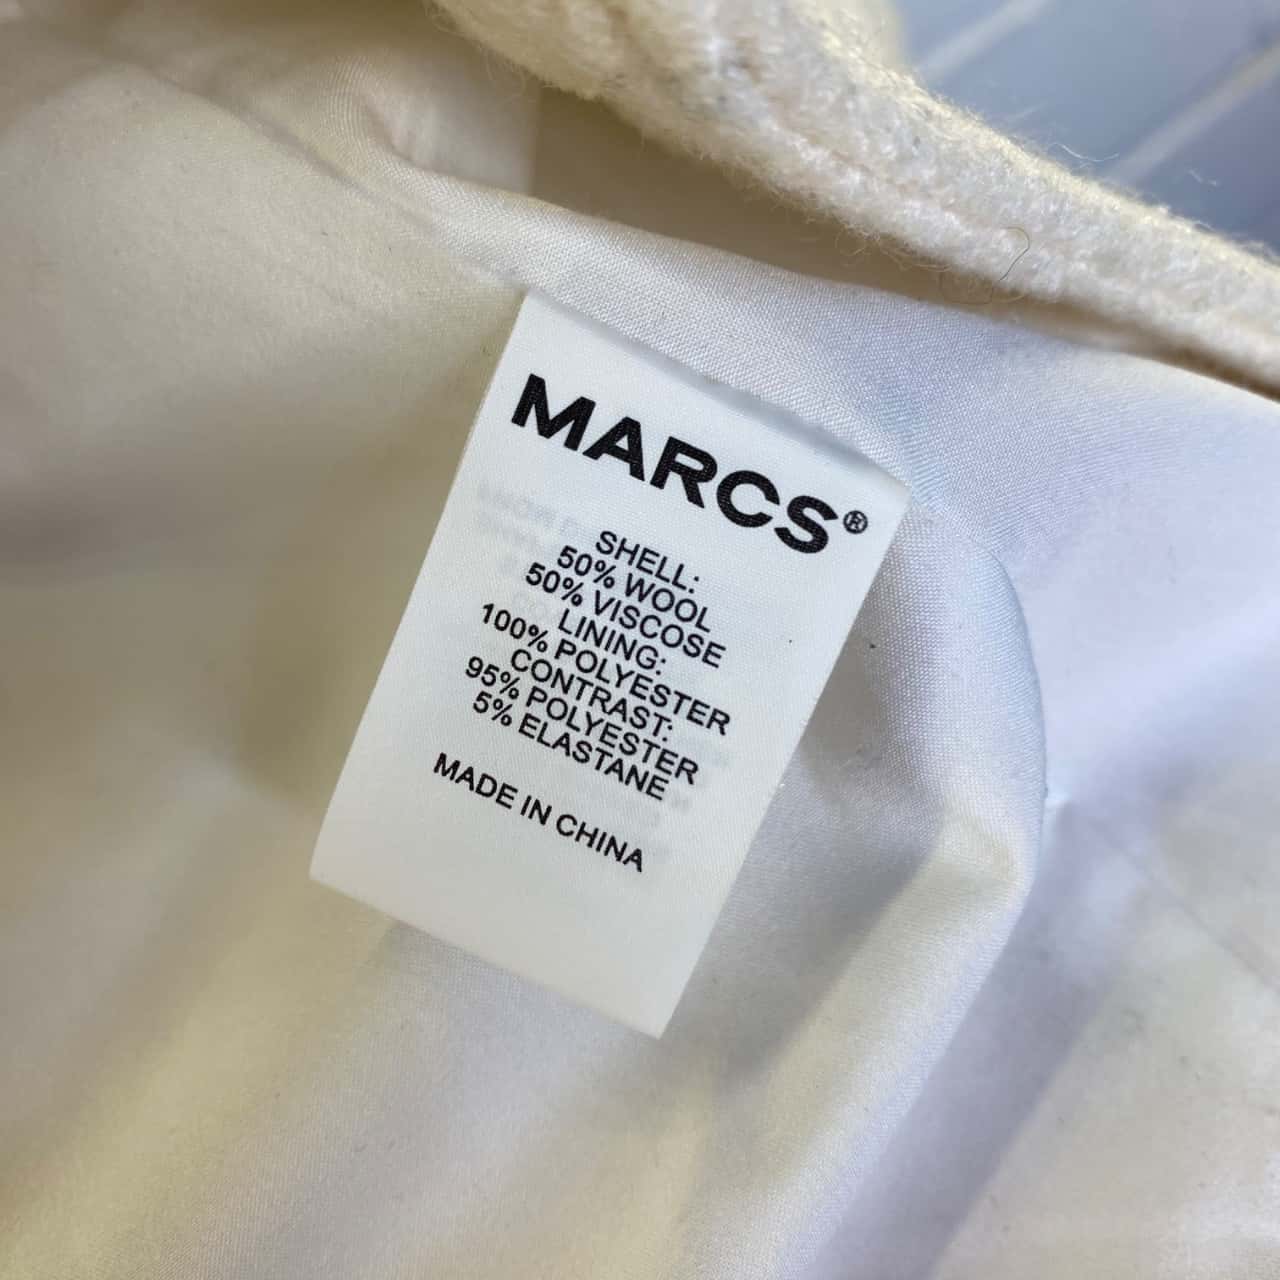 MARCS®
SHELL:
50% WOOL
50% VISCOSE
LINING:
100% POLYESTER
CONTRAST:
95% POLYESTER
5% ELASTANE
MADE IN CHINA